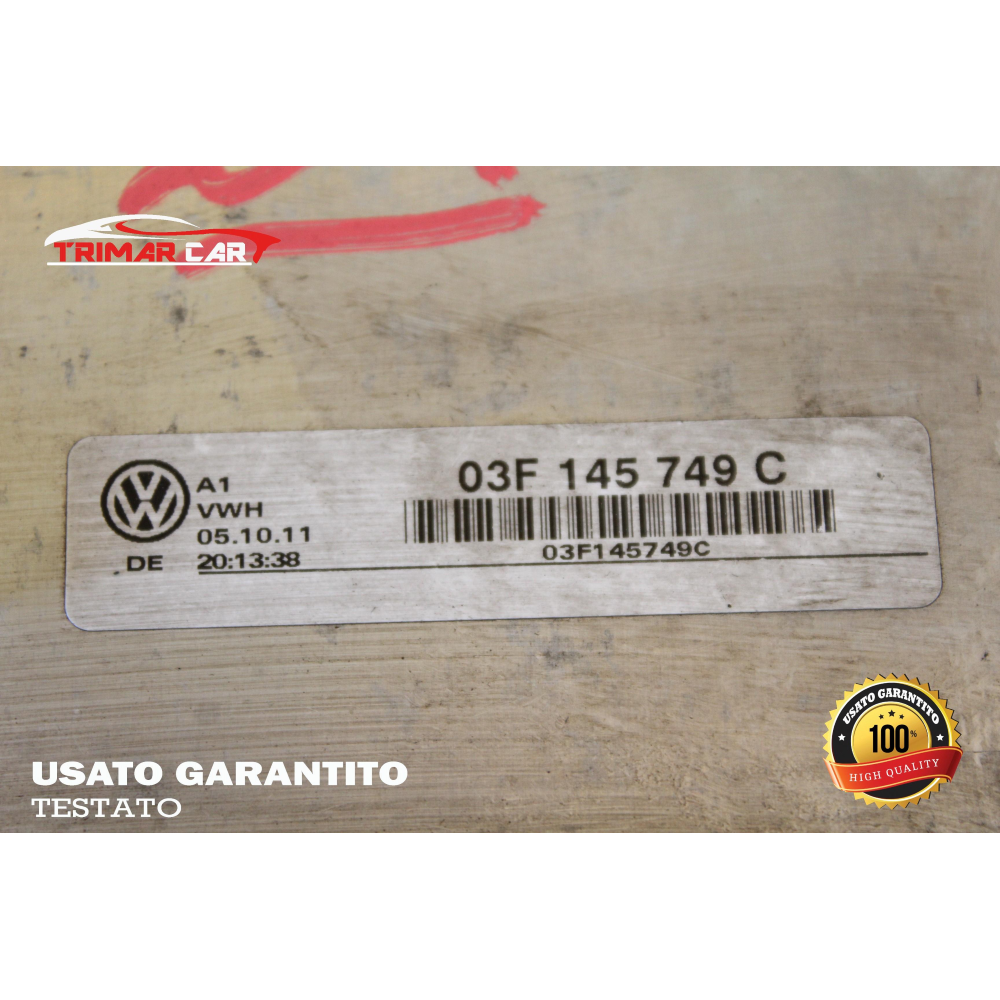 TRIMAR CAR
A1
03F 145 749 C
VWH
05.10.11
DE 20:13:38
03F145749C
USATO GARANTITO
100%
HIGH QUALITY
USATO GARANTITO
TESTATO